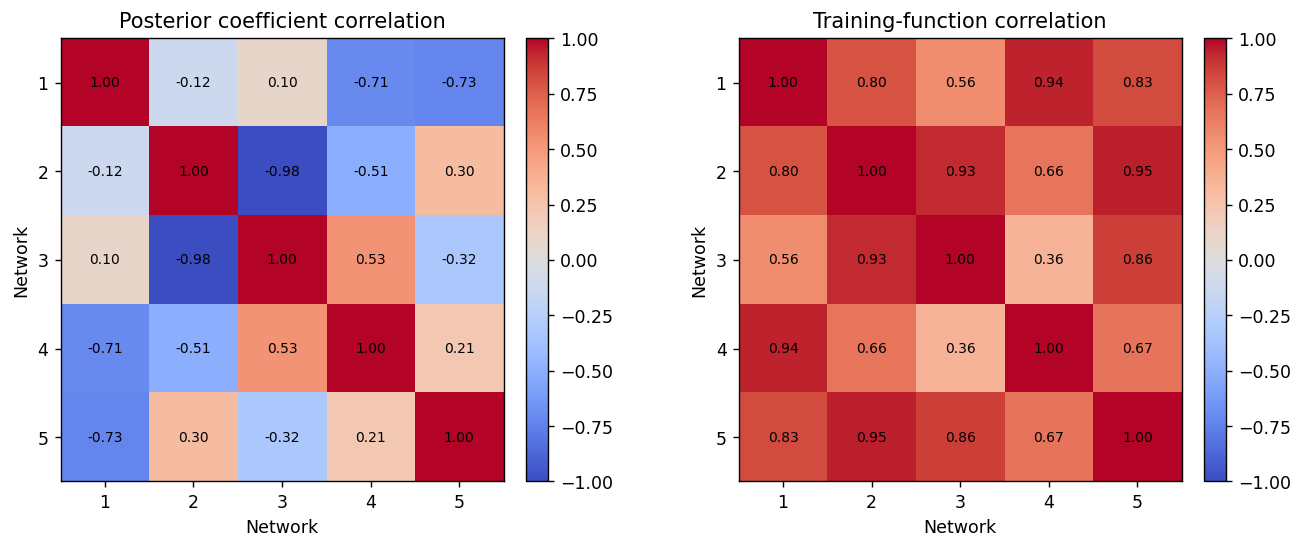 Posterior coefficient correlation
1 1.00 -0.12 0.10 -0.71 -0.73
2 -0.12 1.00 -0.98 -0.51 0.30
3 0.10 -0.98 1.00 0.53 -0.32
4 -0.71 -0.51 0.53 1.00 0.21
5 -0.73 0.30 -0.32 0.21 1.00
1 2 3 4 5
Network
Network
1.00
0.75
0.50
0.25
0.00
−0.25
−0.50
−0.75
−1.00
Training-function correlation
1 1.00 0.80 0.56 0.94 0.83
2 0.80 1.00 0.93 0.66 0.95
3 0.56 0.93 1.00 0.36 0.86
4 0.94 0.66 0.36 1.00 0.67
5 0.83 0.95 0.86 0.67 1.00
1 2 3 4 5
Network
Network
1.00
0.75
0.50
0.25
0.00
−0.25
−0.50
−0.75
−1.00